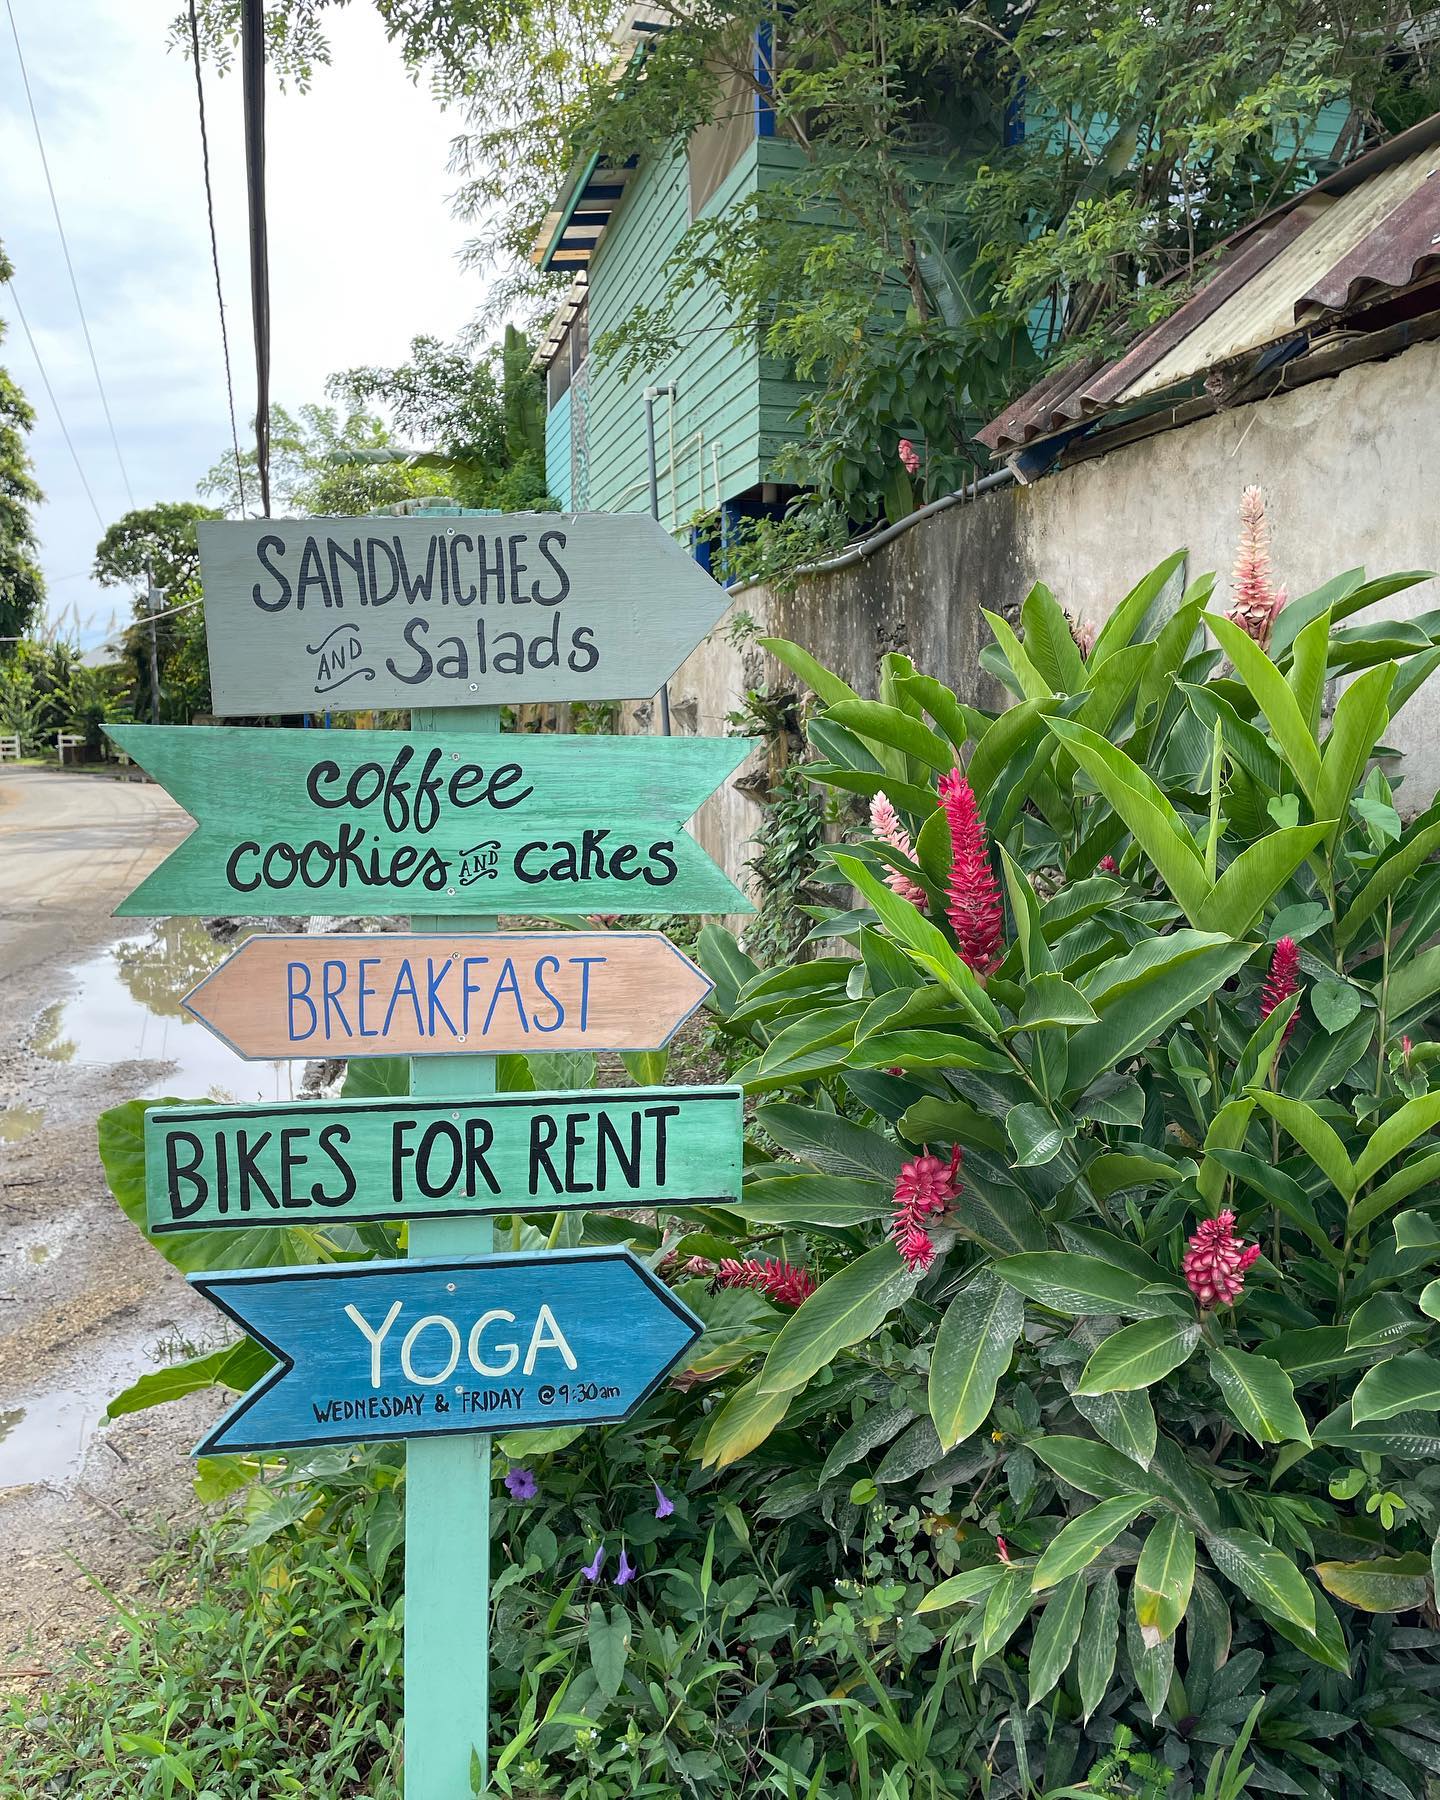 SANDWICHES
AND Salads
coffee
cookies AND cakes
BREAKFAST
BIKES FOR RENT
YOGA
WEDNESDAY & FRIDAY @ 9:30am